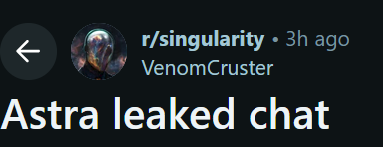 r/singularity • 3h ago
VenomCruster
Astra leaked chat